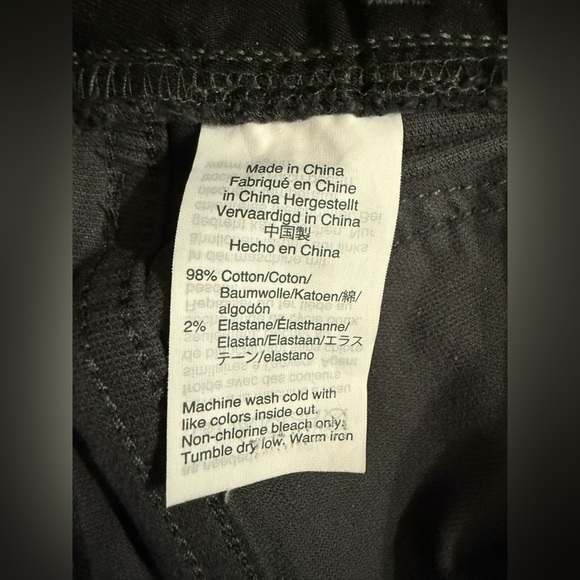 Made in China
Fabriqué en Chine
in China Hergestellt
Vervaardigd in China
中国製
Hecho en China
98% Cotton/Coton/
Baumwolle/Katoen/綿/
algodón
2% Elastane/Élasthanne/
Elastan/Elastaan/エラス
テーン/elastano
Machine wash cold with
like colors inside out.
Non-chlorine bleach only.
Tumble dry low. Warm iron